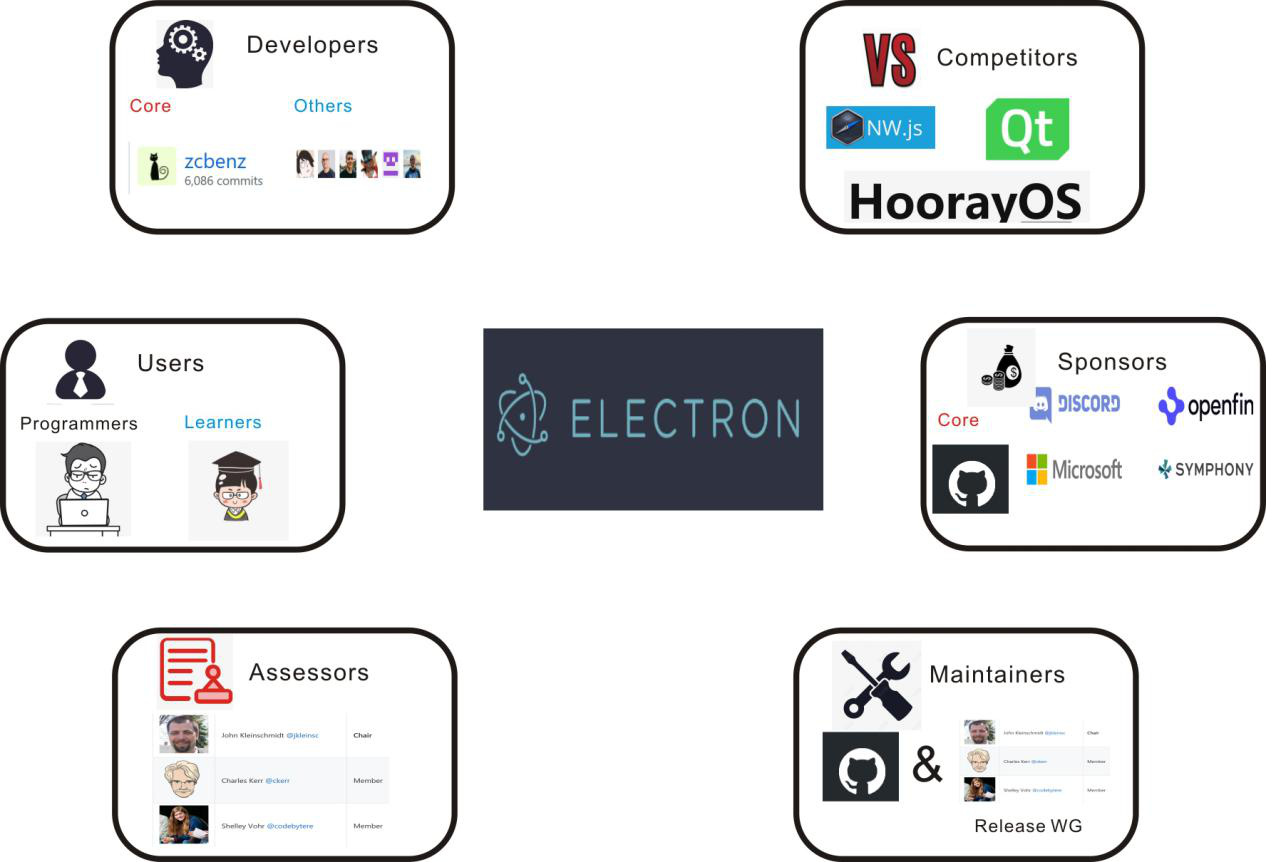 Developers
Core
Others
zcbenz
6,086 commits
VS
Competitors
NW.js
Qt
HoorayOS
Users
Programmers
Learners
ELECTRON
$
Sponsors
Core
DISCORD
openfin
Microsoft
SYMPHONY
Assessors
John Kleinschmidt @jkleinsc Chair
Charles Kerr @ckerr Member
Shelley Vohr @codebytere Member
Maintainers
&
John Kleinschmidt @jkleinsc Chair
Charles Kerr @ckerr Member
Shelley Vohr @codebytere Member
Release WG